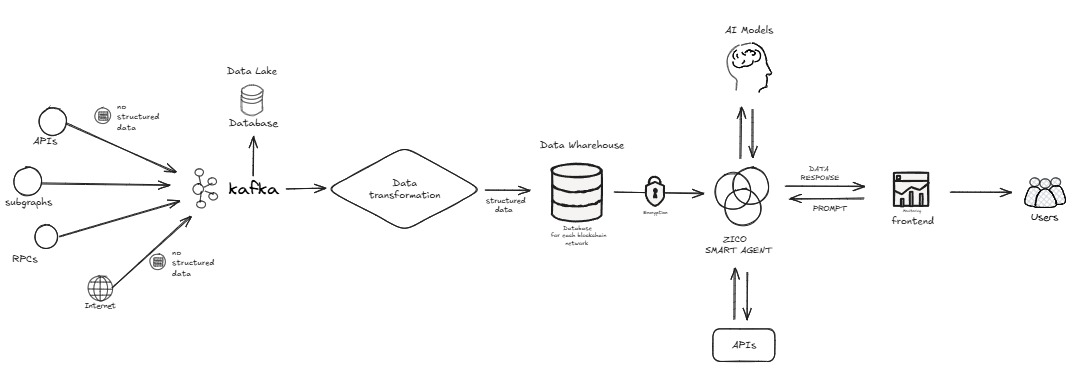 AI Models
Data Lake
Database
no
structured
data
APIs
subgraphs
RPCs
no
structured
data
Internet
kafka
Data
transformation
structured
data
Data Wharehouse
Database
for each blockchain
network
Encryption
ZICO
SMART AGENT
APIs
DATA
RESPONSE
PROMPT
frontend
Users